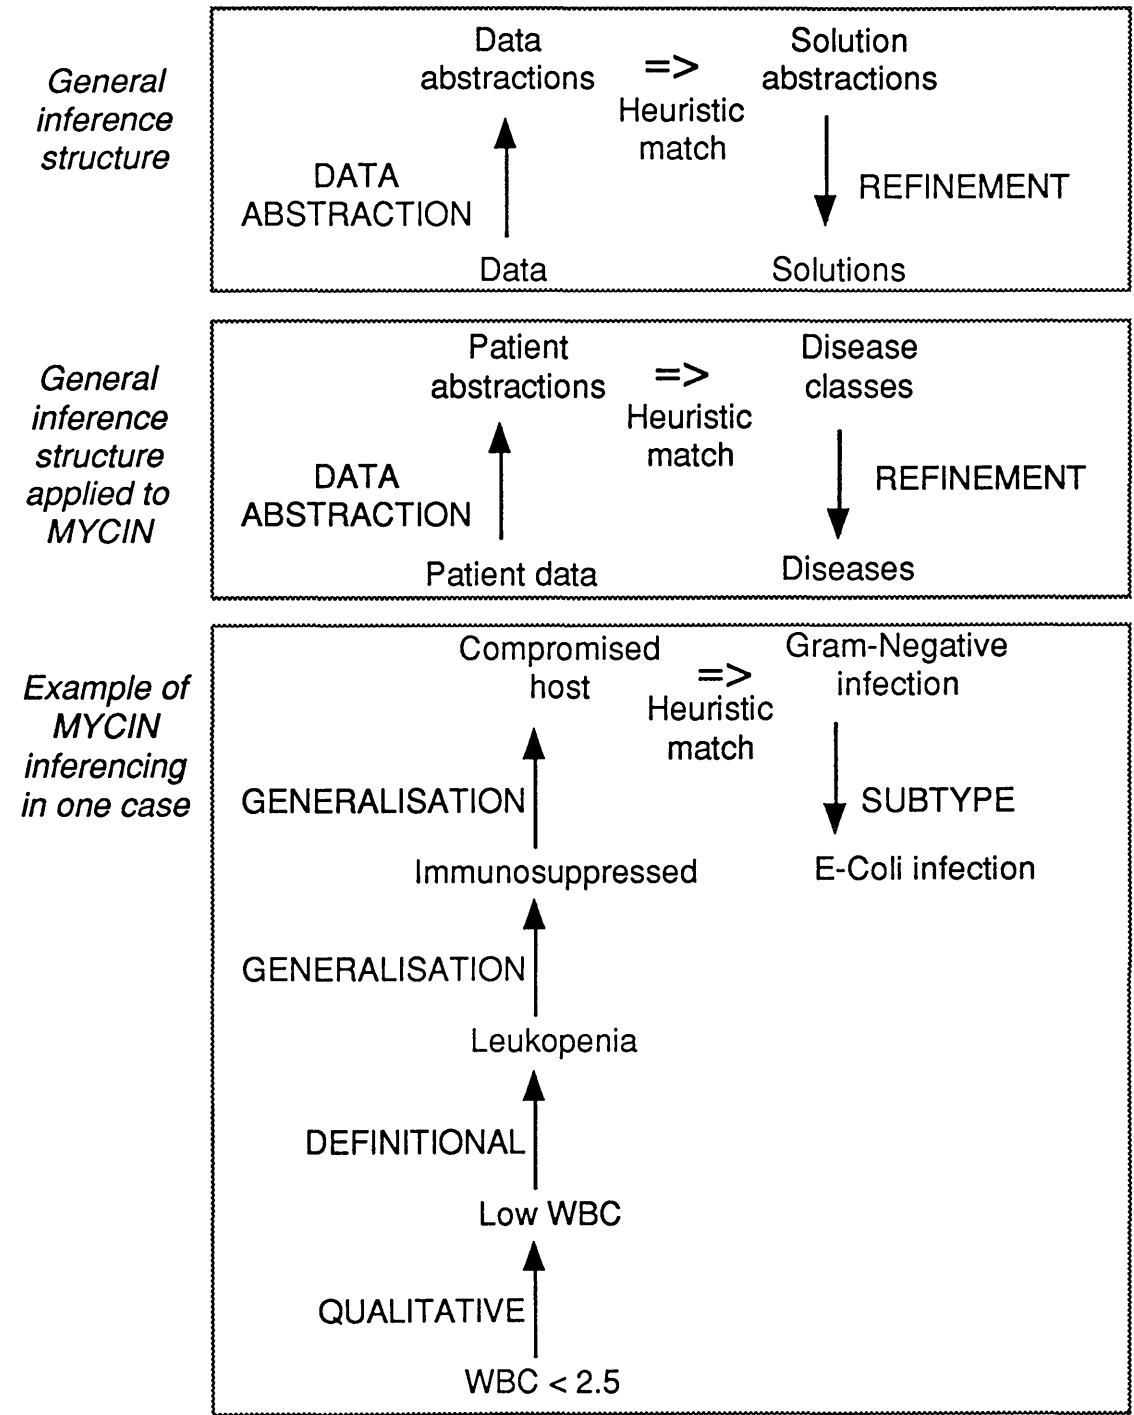 General
inference
structure
Data
abstractions
=>
Heuristic
match
Solution
abstractions
DATA
ABSTRACTION
REFINEMENT
Data
Solutions
General
inference
structure
applied to
MYCIN
Patient
abstractions
=>
Heuristic
match
Disease
classes
DATA
ABSTRACTION
REFINEMENT
Patient data
Diseases
Example of
MYCIN
inferencing
in one case
Compromised
host
=>
Heuristic
match
Gram-Negative
infection
GENERALISATION
SUBTYPE
Immunosuppressed
E-Coli infection
GENERALISATION
Leukopenia
DEFINITIONAL
Low WBC
QUALITATIVE
WBC < 2.5